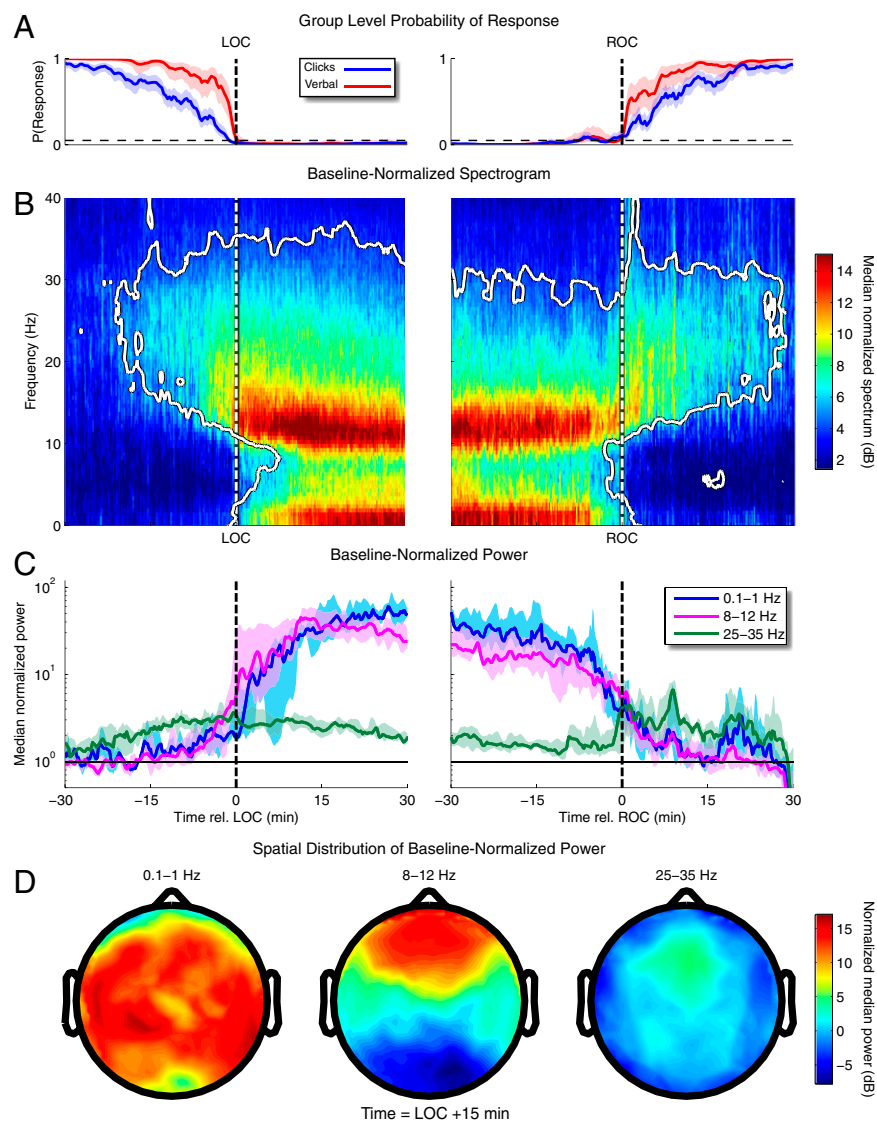 A
Group Level Probability of Response
LOC
ROC
P(Response)
1
0
1
0
Clicks
Verbal
Baseline-Normalized Spectrogram
B
Frequency (Hz)
40
30
20
10
0
LOC
ROC
14
12
10
8
6
4
2
Median normalized spectrum (dB)
Baseline-Normalized Power
C
Median normalized power
10²
10¹
10⁰
0.1–1 Hz
8–12 Hz
25–35 Hz
−30 −15 0 15 30
−30 −15 0 15 30
Time rel. LOC (min)
Time rel. ROC (min)
Spatial Distribution of Baseline-Normalized Power
D
0.1–1 Hz
8–12 Hz
25–35 Hz
15
10
5
0
−5
Normalized median power (dB)
Time = LOC +15 min